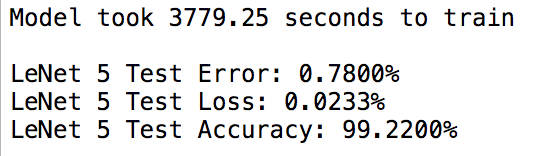 Model took 3779.25 seconds to train
LeNet 5 Test Error: 0.7800%
LeNet 5 Test Loss: 0.0233%
LeNet 5 Test Accuracy: 99.2200%